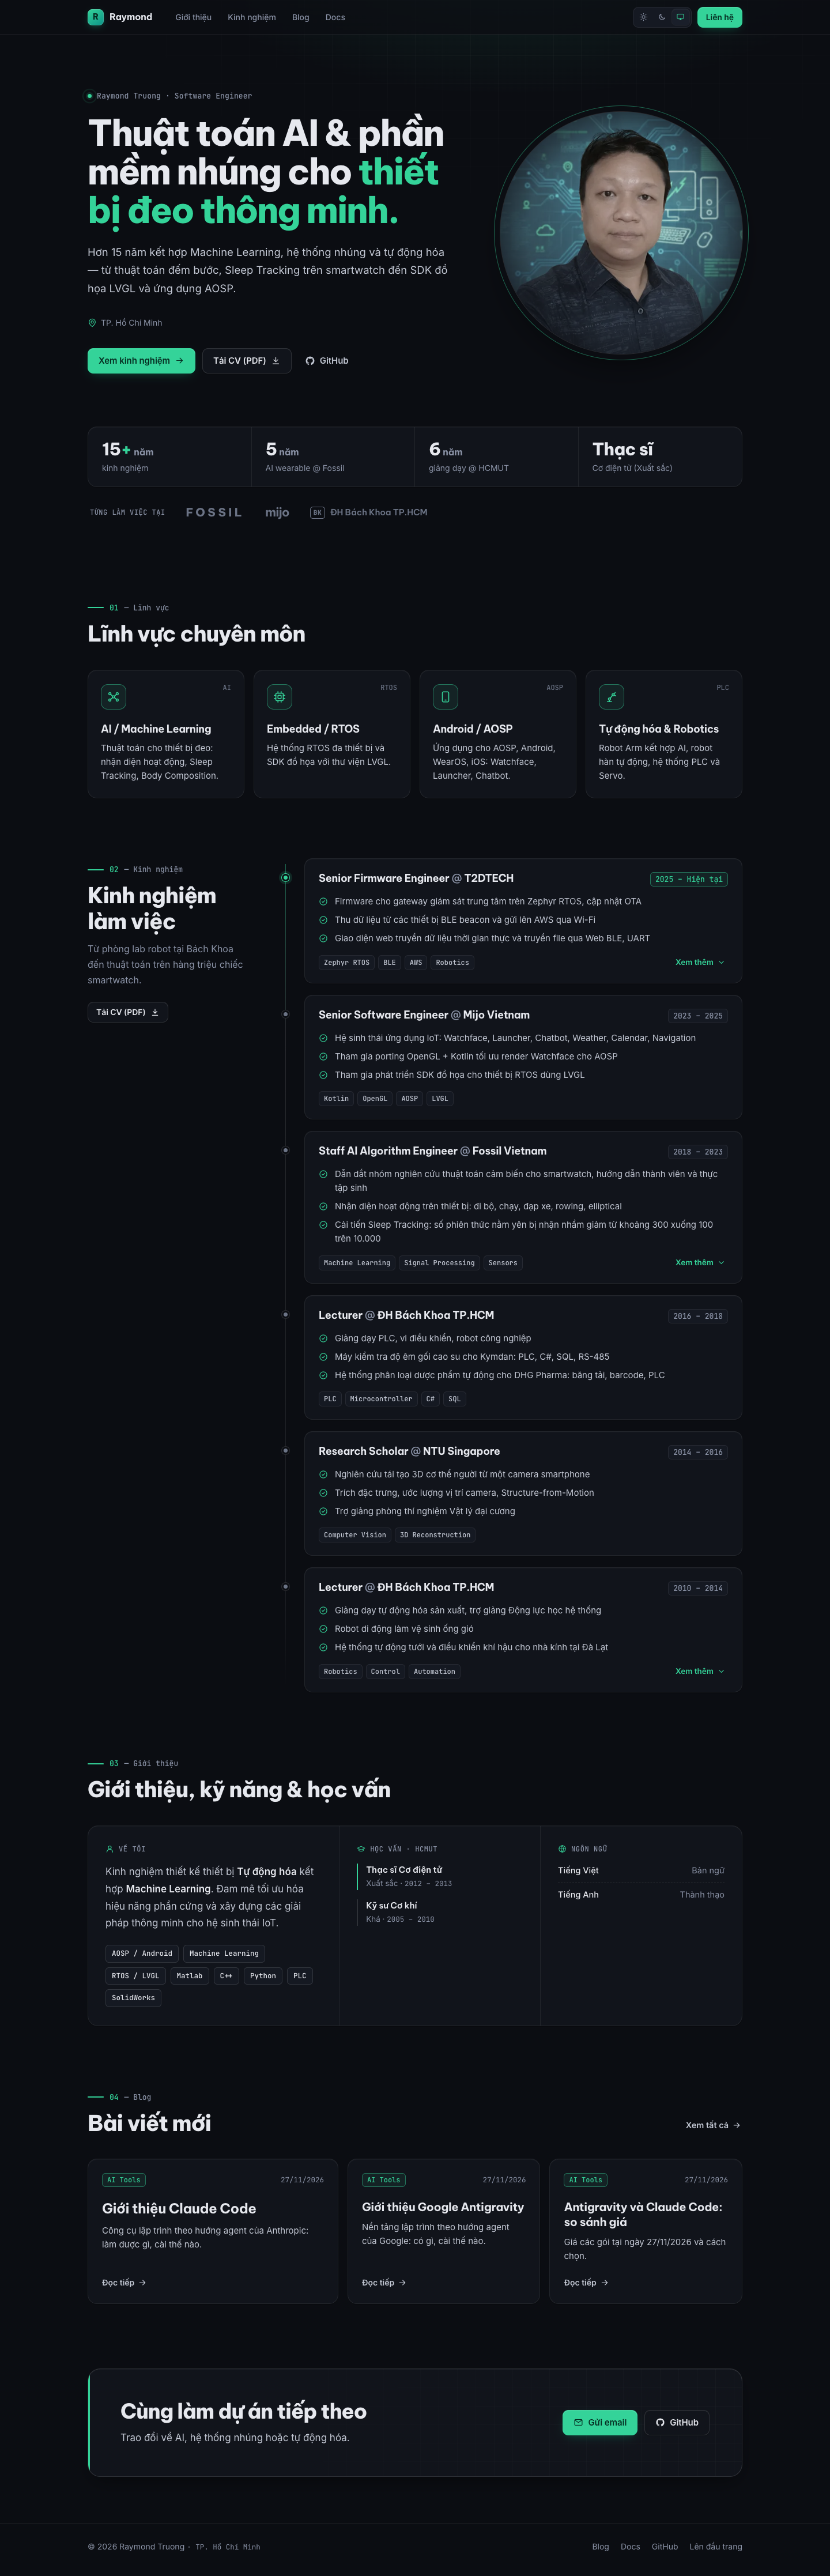 R Raymond Giới thiệu Kinh nghiệm Blog Docs Liên hệ
Raymond Truong · Software Engineer
Thuật toán AI & phần
mềm nhúng cho thiết
bị đeo thông minh.
Hơn 15 năm kết hợp Machine Learning, hệ thống nhúng và tự động hóa
— từ thuật toán đếm bước, Sleep Tracking trên smartwatch đến SDK đồ
họa LVGL và ứng dụng AOSP.
TP. Hồ Chí Minh
Xem kinh nghiệm → Tải CV (PDF) GitHub
15+ năm
kinh nghiệm
5 năm
AI wearable @ Fossil
6 năm
giảng dạy @ HCMUT
Thạc sĩ
Cơ điện tử (Xuất sắc)
TỪNG LÀM VIỆC TẠI FOSSIL mijo BK ĐH Bách Khoa TP.HCM
01 — Lĩnh vực
Lĩnh vực chuyên môn
AI
AI / Machine Learning
Thuật toán cho thiết bị đeo:
nhận diện hoạt động, Sleep
Tracking, Body Composition.
RTOS
Embedded / RTOS
Hệ thống RTOS đa thiết bị và
SDK đồ họa với thư viện LVGL.
AOSP
Android / AOSP
Ứng dụng cho AOSP, Android,
WearOS, iOS: Watchface,
Launcher, Chatbot.
PLC
Tự động hóa & Robotics
Robot Arm kết hợp AI, robot
hàn tự động, hệ thống PLC và
Servo.
02 — Kinh nghiệm
Kinh nghiệm
làm việc
Từ phòng lab robot tại Bách Khoa
đến thuật toán trên hàng triệu chiếc
smartwatch.
Tải CV (PDF)
Senior Firmware Engineer @ T2DTECH 2025 – Hiện tại
Firmware cho gateway giám sát trung tâm trên Zephyr RTOS, cập nhật OTA
Thu dữ liệu từ các thiết bị BLE beacon và gửi lên AWS qua Wi-Fi
Giao diện web truyền dữ liệu thời gian thực và truyền file qua Web BLE, UART
Zephyr RTOS BLE AWS Robotics Xem thêm
Senior Software Engineer @ Mijo Vietnam 2023 – 2025
Hệ sinh thái ứng dụng IoT: Watchface, Launcher, Chatbot, Weather, Calendar, Navigation
Tham gia porting OpenGL + Kotlin tối ưu render Watchface cho AOSP
Tham gia phát triển SDK đồ họa cho thiết bị RTOS dùng LVGL
Kotlin OpenGL AOSP LVGL
Staff AI Algorithm Engineer @ Fossil Vietnam 2018 – 2023
Dẫn dắt nhóm nghiên cứu thuật toán cảm biến cho smartwatch, hướng dẫn thành viên và thực
tập sinh
Nhận diện hoạt động trên thiết bị: đi bộ, chạy, đạp xe, rowing, elliptical
Cải tiến Sleep Tracking: số phiên thức nằm yên bị nhận nhầm giảm từ khoảng 300 xuống 100
trên 10.000
Machine Learning Signal Processing Sensors Xem thêm
Lecturer @ ĐH Bách Khoa TP.HCM 2016 – 2018
Giảng dạy PLC, vi điều khiển, robot công nghiệp
Máy kiểm tra độ êm gối cao su cho Kymdan: PLC, C#, SQL, RS-485
Hệ thống phân loại dược phẩm tự động cho DHG Pharma: băng tải, barcode, PLC
PLC Microcontroller C# SQL
Research Scholar @ NTU Singapore 2014 – 2016
Nghiên cứu tái tạo 3D cơ thể người từ một camera smartphone
Trích đặc trưng, ước lượng vị trí camera, Structure-from-Motion
Trợ giảng phòng thí nghiệm Vật lý đại cương
Computer Vision 3D Reconstruction
Lecturer @ ĐH Bách Khoa TP.HCM 2010 – 2014
Giảng dạy tự động hóa sản xuất, trợ giảng Động lực học hệ thống
Robot di động làm vệ sinh ống gió
Hệ thống tự động tưới và điều khiển khí hậu cho nhà kính tại Đà Lạt
Robotics Control Automation Xem thêm
03 — Giới thiệu
Giới thiệu, kỹ năng & học vấn
VỀ TÔI
Kinh nghiệm thiết kế thiết bị Tự động hóa kết
hợp Machine Learning. Đam mê tối ưu hóa
hiệu năng phần cứng và xây dựng các giải
pháp thông minh cho hệ sinh thái IoT.
AOSP / Android Machine Learning
RTOS / LVGL Matlab C++ Python PLC
SolidWorks
HỌC VẤN · HCMUT
Thạc sĩ Cơ điện tử
Xuất sắc · 2012 – 2013
Kỹ sư Cơ khí
Khá · 2005 – 2010
NGÔN NGỮ
Tiếng Việt Bản ngữ
Tiếng Anh Thành thạo
04 — Blog
Bài viết mới
Xem tất cả →
AI Tools 27/11/2026
Giới thiệu Claude Code
Công cụ lập trình theo hướng agent của Anthropic:
làm được gì, cài thế nào.
Đọc tiếp →
AI Tools 27/11/2026
Giới thiệu Google Antigravity
Nền tảng lập trình theo hướng agent
của Google: có gì, cài thế nào.
Đọc tiếp →
AI Tools 27/11/2026
Antigravity và Claude Code:
so sánh giá
Giá các gói tại ngày 27/11/2026 và cách
chọn.
Đọc tiếp →
Cùng làm dự án tiếp theo
Trao đổi về AI, hệ thống nhúng hoặc tự động hóa.
Gửi email GitHub
© 2026 Raymond Truong · TP. Hồ Chí Minh Blog Docs GitHub Lên đầu trang